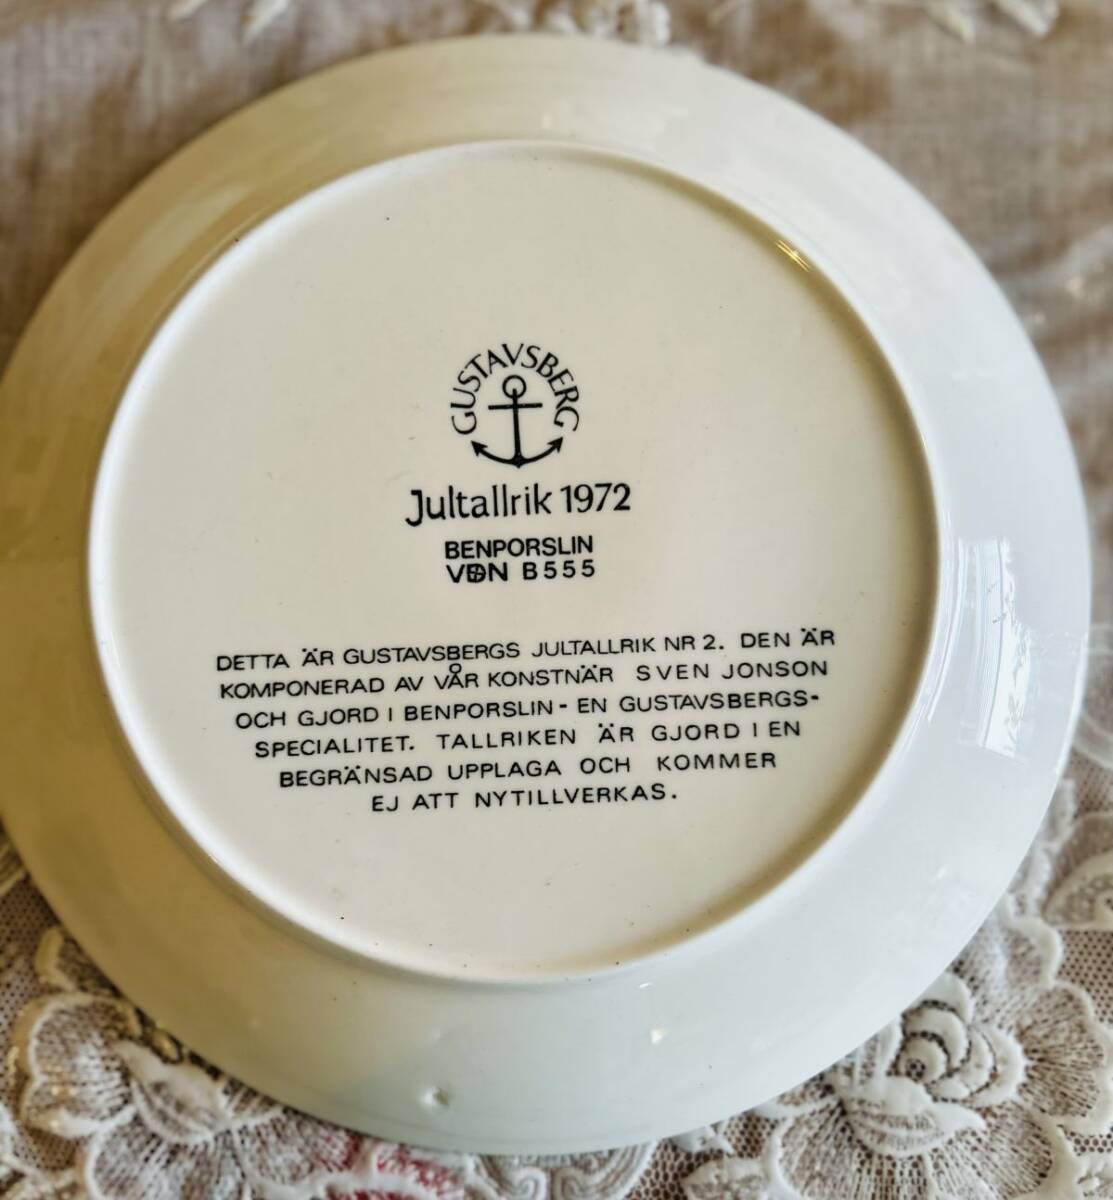 GUSTAVSBERG
Jultallrik 1972
BENPORSLIN
VDN B555
DETTA ÄR GUSTAVSBERGS JULTALLRIK NR 2. DEN ÄR
KOMPONERAD AV VÅR KONSTNÄR SVEN JONSON
OCH GJORD I BENPORSLIN - EN GUSTAVSBERGS-
SPECIALITET. TALLRIKEN ÄR GJORD I EN
BEGRÄNSAD UPPLAGA OCH KOMMER
EJ ATT NYTILLVERKAS.